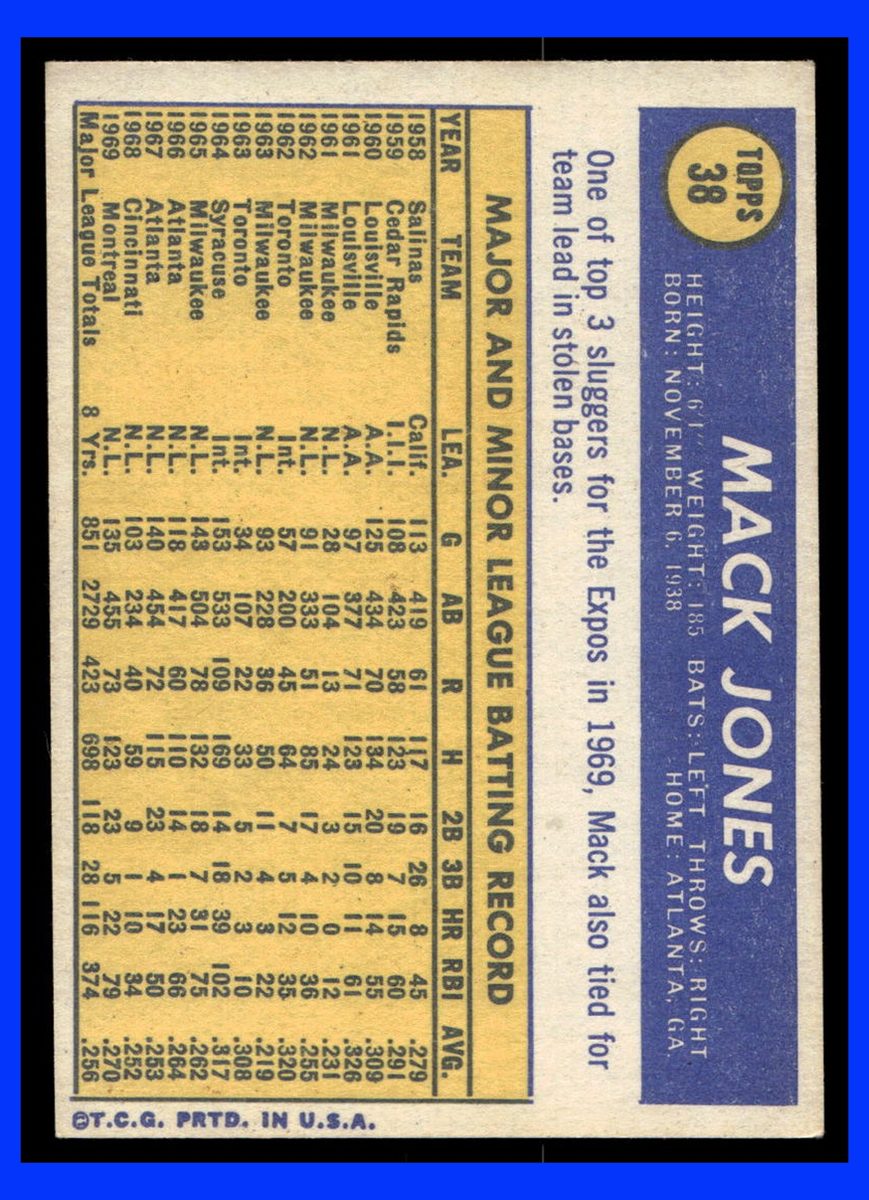 TOPPS
38
MACK JONES
HEIGHT: 6'1" WEIGHT: 185 BATS: LEFT THROWS: RIGHT
BORN: NOVEMBER 6, 1938 HOME: ATLANTA, GA.
One of top 3 sluggers for the Expos in 1969, Mack also tied for
team lead in stolen bases.
MAJOR AND MINOR LEAGUE BATTING RECORD
YEAR TEAM LEA. G AB R H 2B 3B HR RBI AVG.
1958 Salinas Calif. 113 419 61 117 16 26 8 45 .279
1959 Cedar Rapids I.I.I. 108 423 58 123 19 7 15 60 .291
1960 Louisville A.A. 125 434 70 134 20 8 14 55 .309
1961 Louisville A.A. 97 377 71 123 15 10 11 61 .326
1961 Milwaukee N.L. 28 104 13 24 3 2 0 12 .231
1962 Milwaukee N.L. 91 333 51 85 17 4 10 36 .255
1962 Toronto Int. 57 200 45 64 7 5 12 35 .320
1963 Milwaukee N.L. 93 228 36 50 11 4 3 22 .219
1963 Toronto Int. 34 107 22 33 5 2 3 10 .308
1964 Syracuse Int. 153 533 109 169 14 18 39 102 .317
1965 Milwaukee N.L. 143 504 78 132 18 7 31 75 .262
1966 Atlanta N.L. 118 417 60 110 14 1 23 66 .264
1967 Atlanta N.L. 140 454 72 115 23 4 17 50 .253
1968 Cincinnati N.L. 103 234 40 59 9 1 10 34 .252
1969 Montreal N.L. 135 455 73 123 23 5 22 79 .270
Major League Totals 8 Yrs. 851 2729 423 698 118 28 116 374 .256
©T.C.G. PRTD. IN U.S.A.